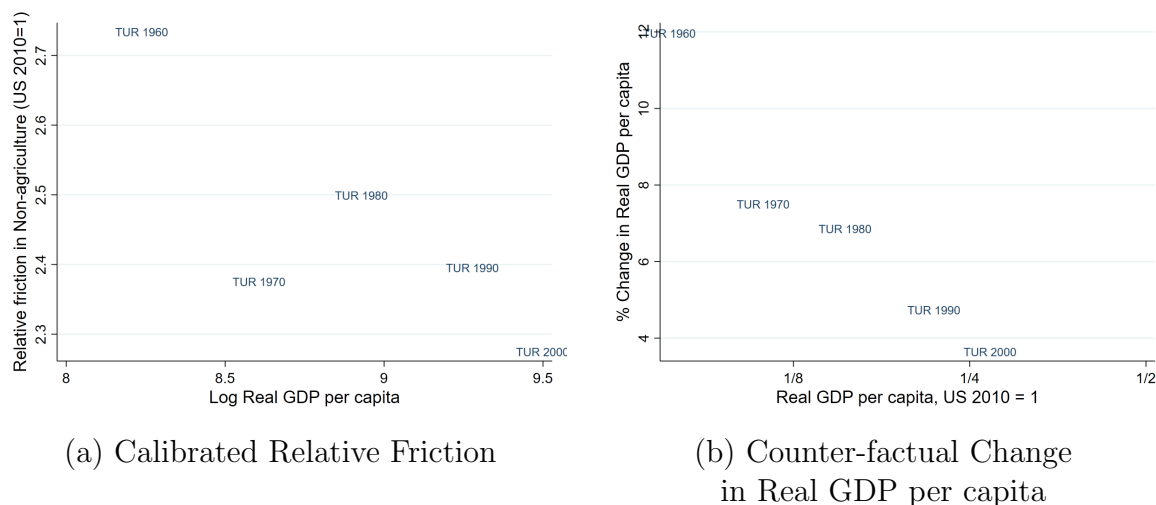 Relative friction in Non-agriculture (US 2010=1)
2.7
2.6
2.5
2.4
2.3
TUR 1960
TUR 1980
TUR 1990
TUR 1970
TUR 2000
8
8.5
9
9.5
Log Real GDP per capita
(a) Calibrated Relative Friction
% Change in Real GDP per capita
12
10
8
6
4
TUR 1960
TUR 1970
TUR 1980
TUR 1990
TUR 2000
1/8
1/4
1/2
Real GDP per capita, US 2010 = 1
(b) Counter-factual Change
in Real GDP per capita